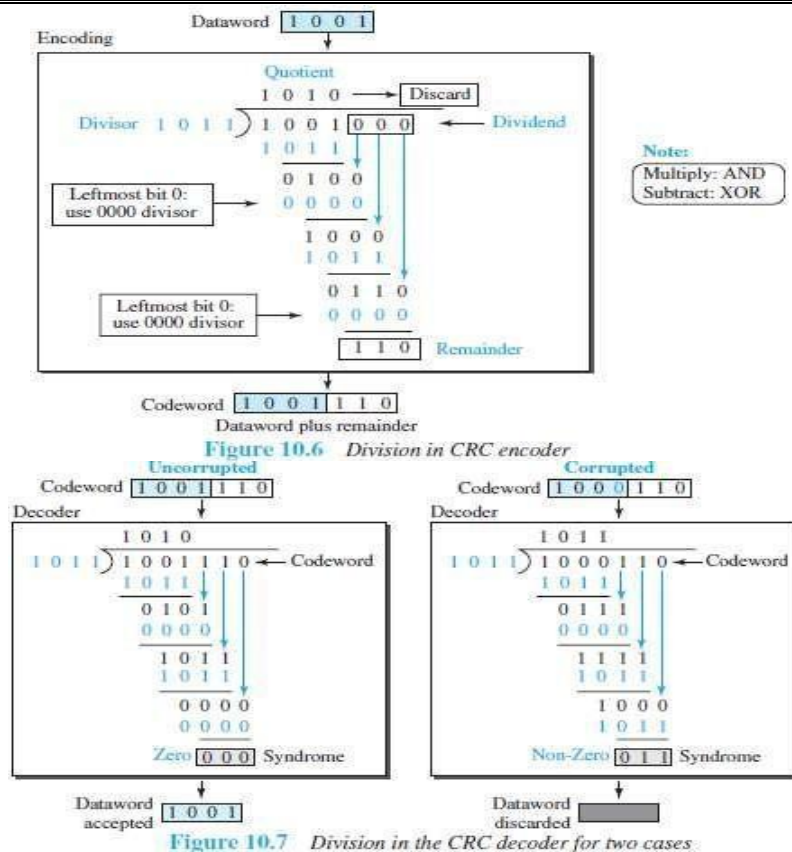 Dataword 1 0 0 1
Encoding
Quotient
1 0 1 0 Discard
Divisor 1 0 1 1 ) 1 0 0 1 0 0 0 Dividend
1 0 1 1
0 1 0 0
Leftmost bit 0:
use 0000 divisor
0 0 0 0
1 0 0 0
1 0 1 1
0 1 1 0
Leftmost bit 0:
use 0000 divisor
0 0 0 0
1 1 0 Remainder
Note:
Multiply: AND
Subtract: XOR
Codeword 1 0 0 1 1 1 0
Dataword plus remainder
Figure 10.6 Division in CRC encoder
Uncorrupted
Codeword 1 0 0 1 1 1 0
Decoder
1 0 1 0
1 0 1 1 ) 1 0 0 1 1 1 0 Codeword
1 0 1 1
0 1 0 1
0 0 0 0
1 0 1 1
1 0 1 1
0 0 0 0
0 0 0 0
Zero 0 0 0 Syndrome
Dataword
accepted 1 0 0 1
Corrupted
Codeword 1 0 0 0 1 1 0
Decoder
1 0 1 1
1 0 1 1 ) 1 0 0 0 1 1 0 Codeword
1 0 1 1
0 1 1 1
0 0 0 0
1 1 1 1
1 0 1 1
1 0 0 0
1 0 1 1
Non-Zero 0 1 1 Syndrome
Dataword
discarded
Figure 10.7 Division in the CRC decoder for two cases